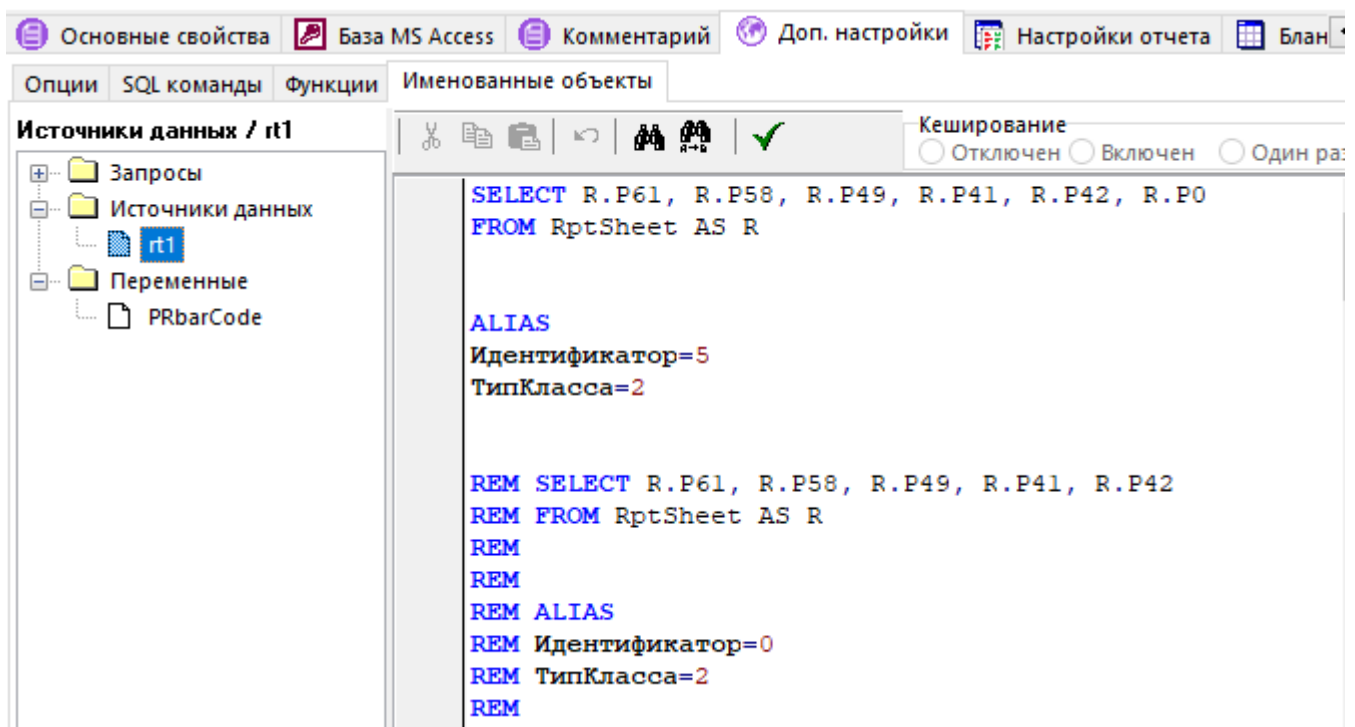 Основные свойства База MS Access Комментарий Доп. настройки Настройки отчета Блан
Опции SQL команды Функции Именованные объекты
Источники данных / rt1
Запросы
Источники данных
rt1
Переменные
PRbarCode
Кеширование
Отключен Включен Один раз
SELECT R.P61, R.P58, R.P49, R.P41, R.P42, R.P0
FROM RptSheet AS R
ALIAS
Идентификатор=5
ТипКласса=2
REM SELECT R.P61, R.P58, R.P49, R.P41, R.P42
REM FROM RptSheet AS R
REM
REM
REM ALIAS
REM Идентификатор=0
REM ТипКласса=2
REM